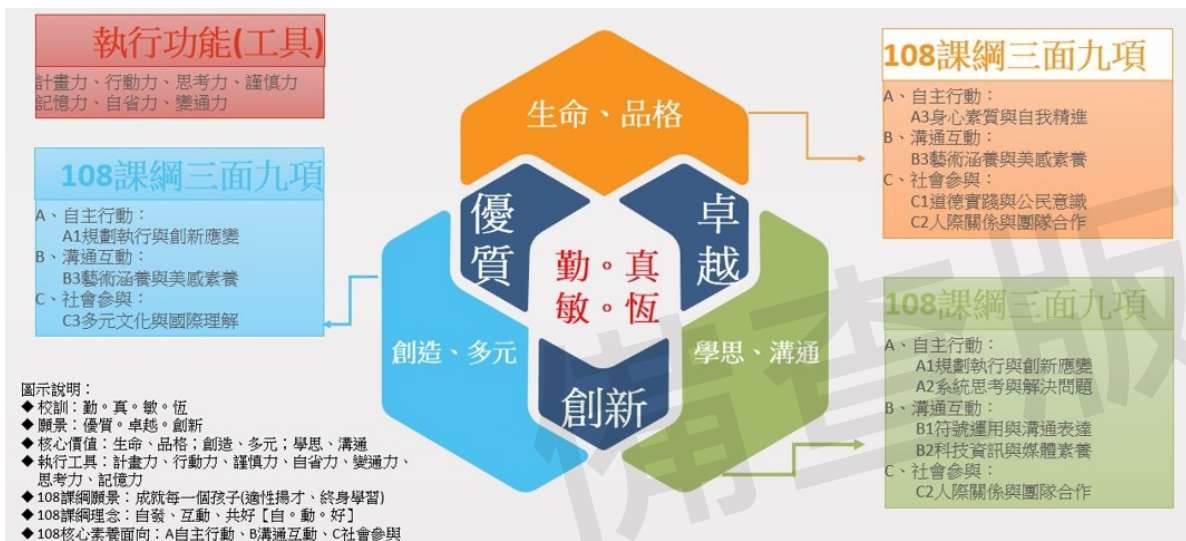 執行功能(工具)
計畫力、行動力、思考力、謹慎力
記憶力、自省力、變通力
108課綱三面九項
A、自主行動：
A1規劃執行與創新應變
B、溝通互動：
B3藝術涵養與美感素養
C、社會參與：
C3多元文化與國際理解
生命、品格
優質
卓越
勤。真
敏。恆
創造、多元
學思、溝通
創新
108課綱三面九項
A、自主行動：
A3身心素質與自我精進
B、溝通互動：
B3藝術涵養與美感素養
C、社會參與：
C1道德實踐與公民意識
C2人際關係與團隊合作
108課綱三面九項
A、自主行動：
A1規劃執行與創新應變
A2系統思考與解決問題
B、溝通互動：
B1符號運用與溝通表達
B2科技資訊與媒體素養
C、社會參與：
C2人際關係與團隊合作
圖示說明：
◆ 校訓：勤。真。敏。恆
◆ 願景：優質。卓越。創新
◆ 核心價值：生命、品格；創造、多元；學思、溝通
◆ 執行工具：計畫力、行動力、謹慎力、自省力、變通力、
思考力、記憶力
◆ 108課綱願景：成就每一個孩子(適性揚才、終身學習)
◆ 108課綱理念：自發、互動、共好【自。動。好】
◆ 108核心素養面向：A自主行動、B溝通互動、C社會參與
備查版